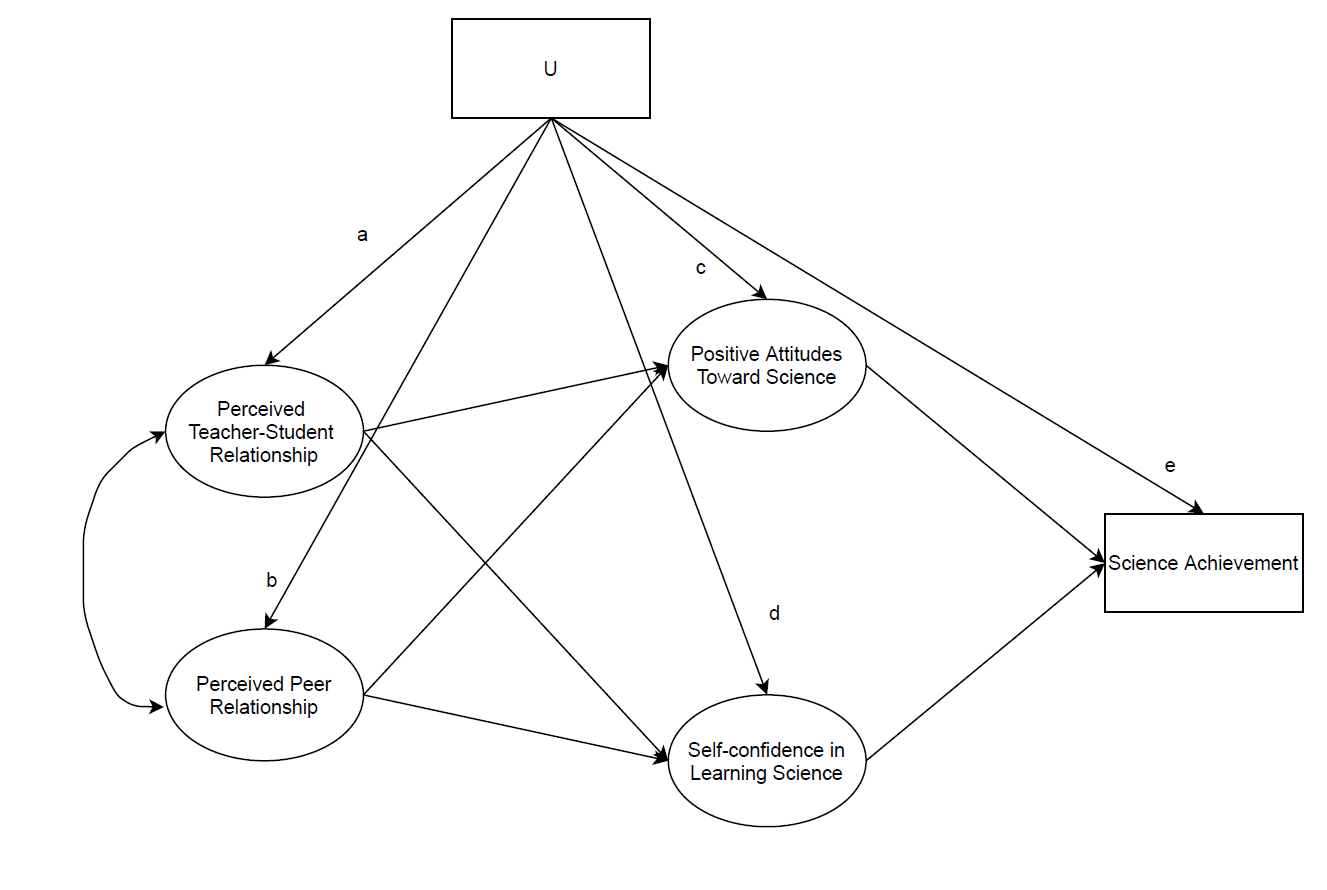 U
a
c
Positive Attitudes
Toward Science
Perceived
Teacher-Student
Relationship
e
Science Achievement
b
d
Perceived Peer
Relationship
Self-confidence in
Learning Science